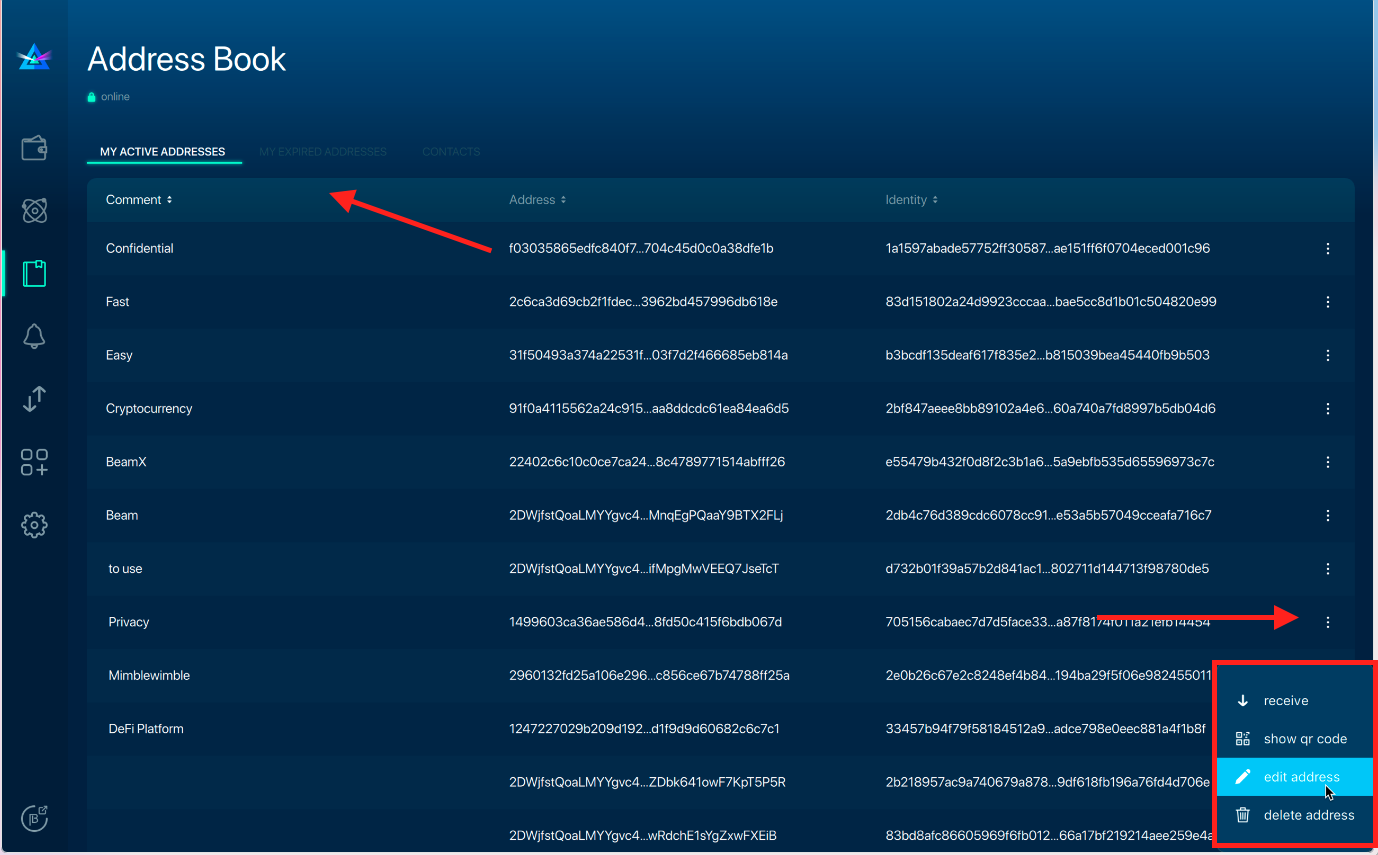 Address Book
online
MY ACTIVE ADDRESSES MY EXPIRED ADDRESSES CONTACTS
Comment Address Identity
Confidential f03035865edfc840f7...704c45d0c0a38dfe1b 1a1597abade57752ff30587...ae151ff6f0704eced001c96
Fast 2c6ca3d69cb2f1fdec...3962bd457996db618e 83d151802a24d9923cccaa...bae5cc8d1b01c504820e99
Easy 31f50493a374a22531f...03f7d2f466685eb814a b3bcdf135deaf617f835e2...b815039bea45440fb9b503
Cryptocurrency 91f0a4115562a24c915...aa8ddcdc61ea84ea6d5 2bf847aeee8bb89102a4e6...60a740a7fd8997b5db04d6
BeamX 22402c6c10c0ce7ca24...8c4789771514abfff26 e55479b432f0d8f2c3b1a6...5a9ebfb535d65596973c7c
Beam 2DWjfstQoaLMYYgvc4...MnqEgPQaaY9BTX2FLj 2db4c76d389cdc6078cc91...e53a5b57049cceafa716c7
to use 2DWjfstQoaLMYYgvc4...ifMpgMwVEEQ7JseTcT d732b01f39a57b2d841ac1...802711d144713f98780de5
Privacy 1499603ca36ae586d4...8fd50c415f6bdb067d 705156cabaec7d7d5face33...a87f8174f011a21efb14454
Mimblewimble 2960132fd25a106e296...c856ce67b74788ff25a 2e0b26c67e2c8248ef4b84...194ba29f5f06e982455011
DeFi Platform 1247227029b209d192...d1f9d9d60682c6c7c1 33457b94f79f58184512a9...adce798e0eec881a4f1b8f
2DWjfstQoaLMYYgvc4...ZDbk641owF7KpT5P5R 2b218957ac9a740679a878...9df618fb196a76fd4d706e
2DWjfstQoaLMYYgvc4...wRdchE1sYgZxwFXEiB 83bd8afc86605969f6fb012...66a17bf219214aee259e4a
receive
show qr code
edit address
delete address